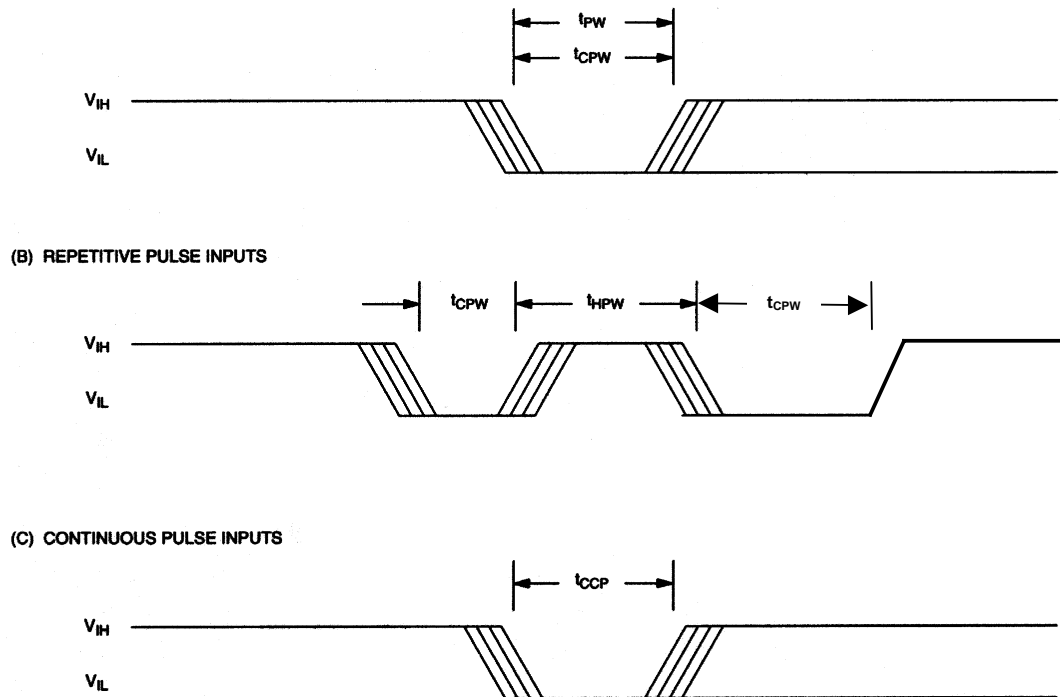 tPW
tCPW
VIH
VIL
(B) REPETITIVE PULSE INPUTS
tCPW tHPW tCPW
VIH
VIL
(C) CONTINUOUS PULSE INPUTS
tCCP
VIH
VIL